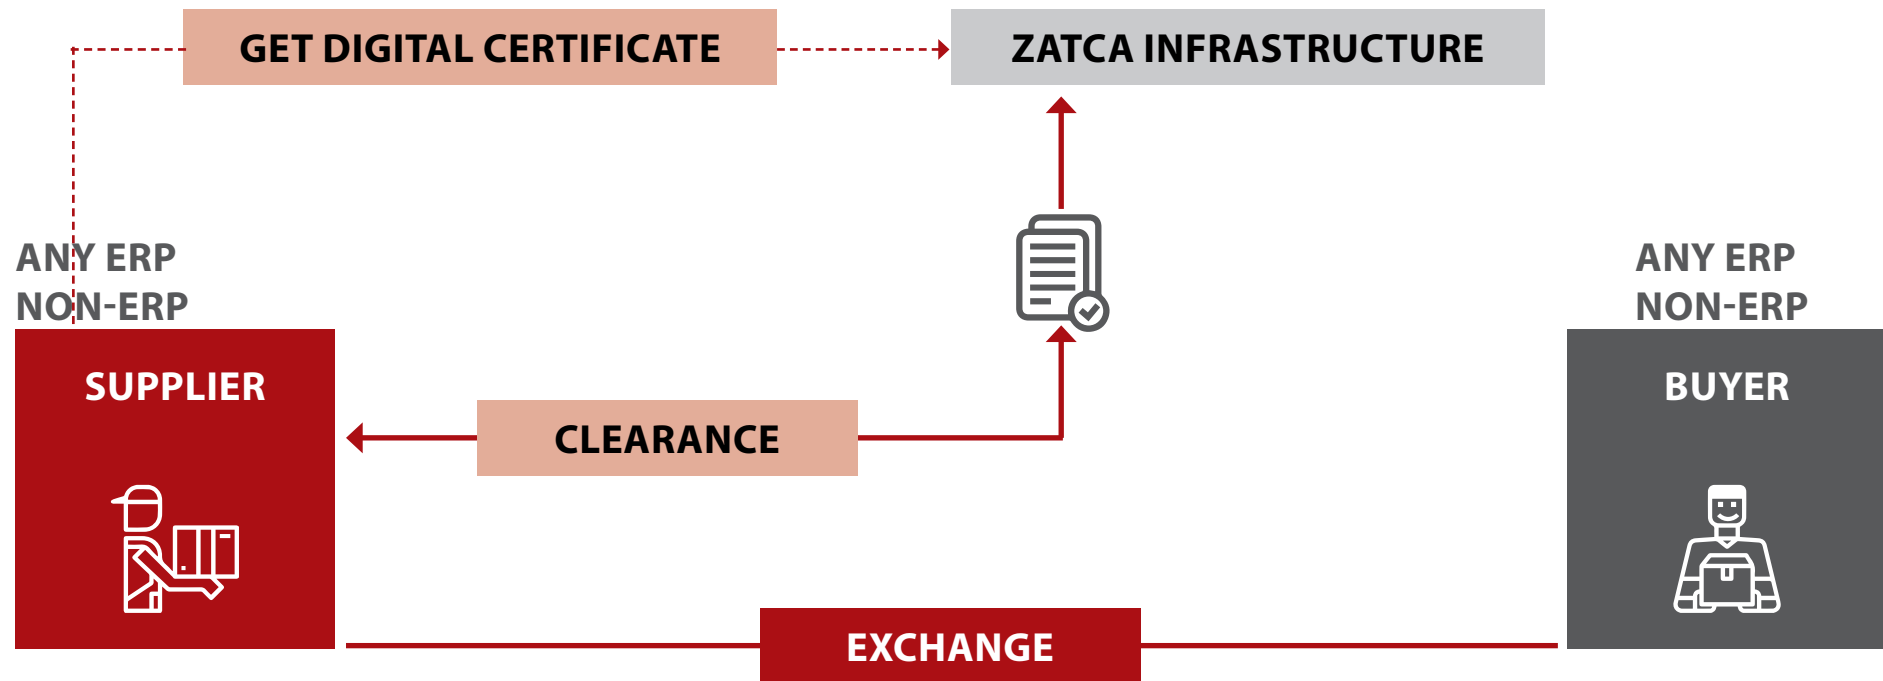 GET DIGITAL CERTIFICATE
ZATCA INFRASTRUCTURE
ANY ERP
NON-ERP
ANY ERP
NON-ERP
SUPPLIER
BUYER
CLEARANCE
EXCHANGE